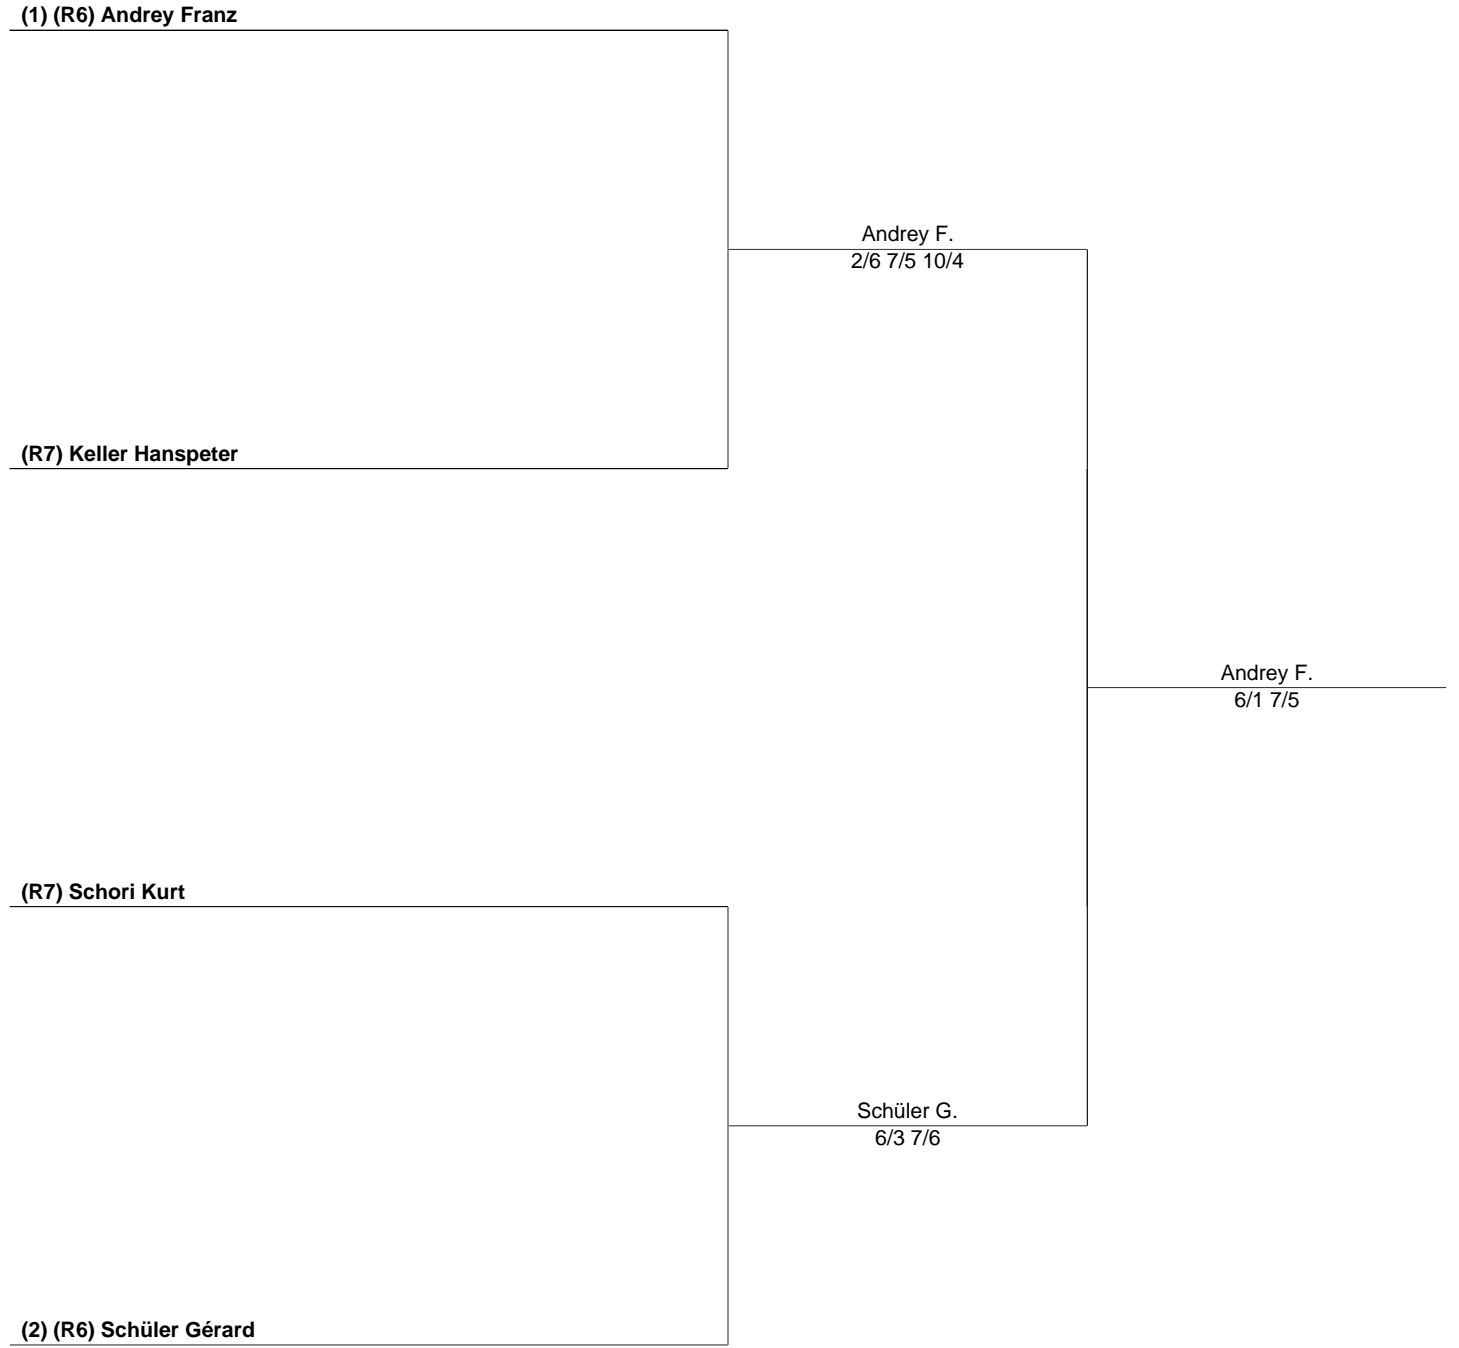 (1) (R6) Andrey Franz
Andrey F.
2/6 7/5 10/4
(R7) Keller Hanspeter
Andrey F.
6/1 7/5
(R7) Schori Kurt
Schüler G.
6/3 7/6
(2) (R6) Schüler Gérard